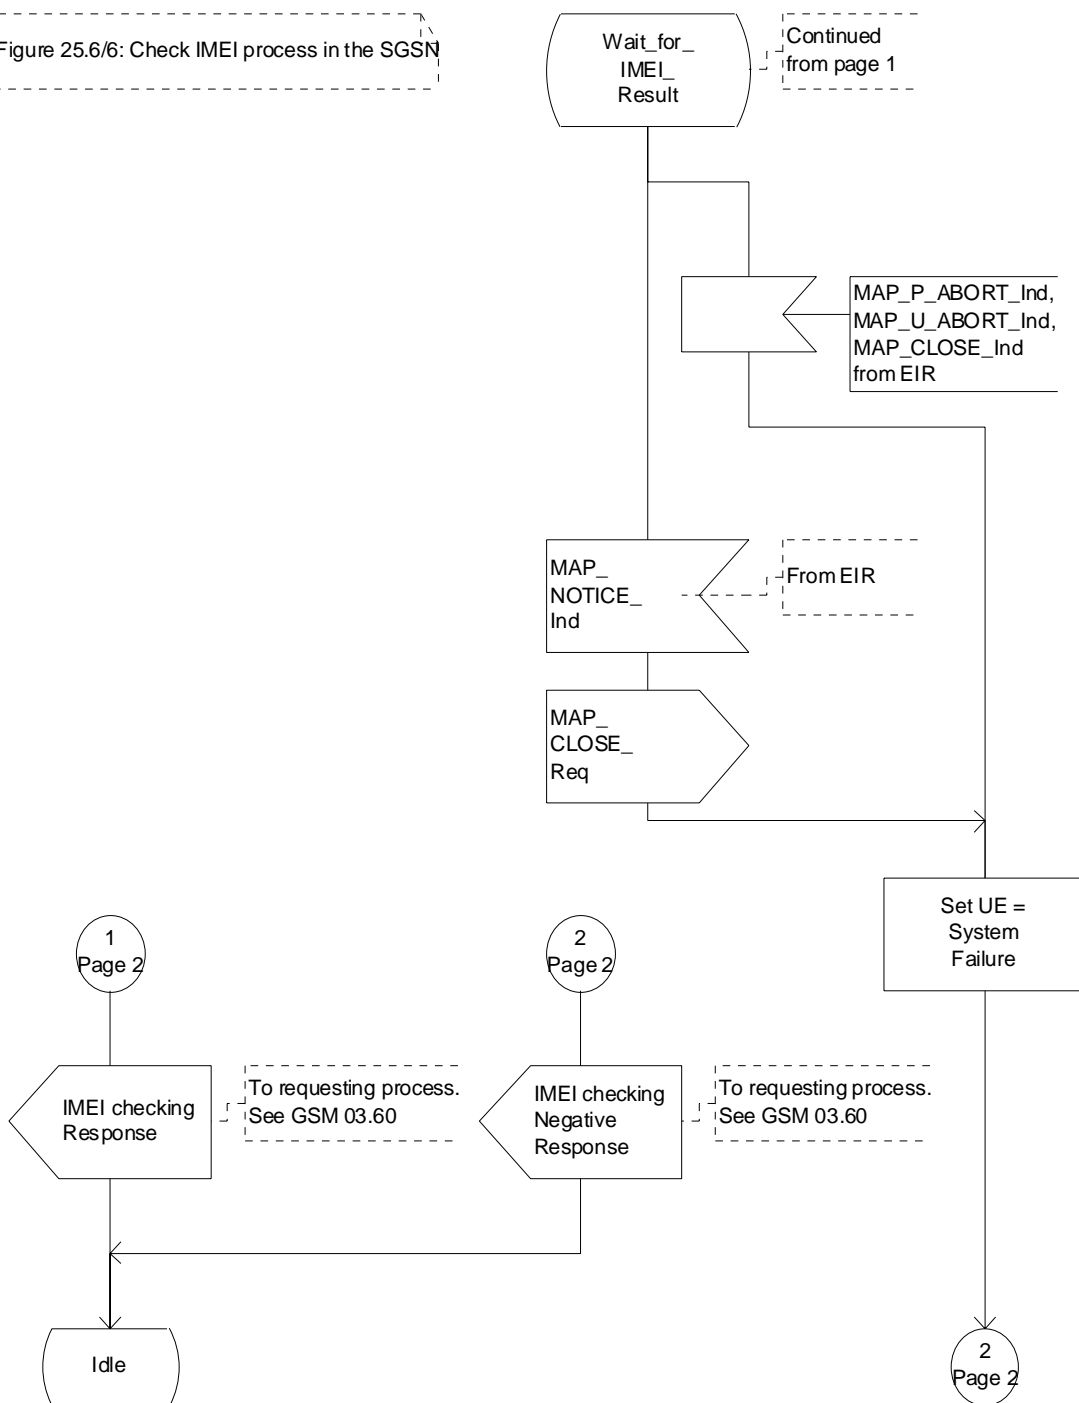 Figure 25.6/6: Check IMEI process in the SGSN
Wait_for_
IMEI_
Result
Continued
from page 1
MAP_P_ABORT_Ind,
MAP_U_ABORT_Ind,
MAP_CLOSE_Ind
from EIR
MAP_
NOTICE_
Ind
From EIR
MAP_
CLOSE_
Req
Set UE =
System
Failure
1
Page 2
2
Page 2
IMEI checking
Response
To requesting process.
See GSM 03.60
IMEI checking
Negative
Response
To requesting process.
See GSM 03.60
Idle
2
Page 2